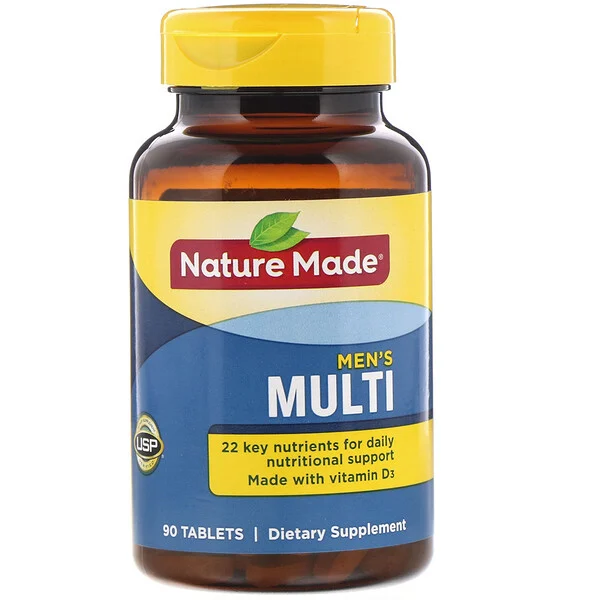 Nature Made®
MEN'S
MULTI
USP
22 key nutrients for daily
nutritional support
Made with vitamin D3
90 TABLETS | Dietary Supplement